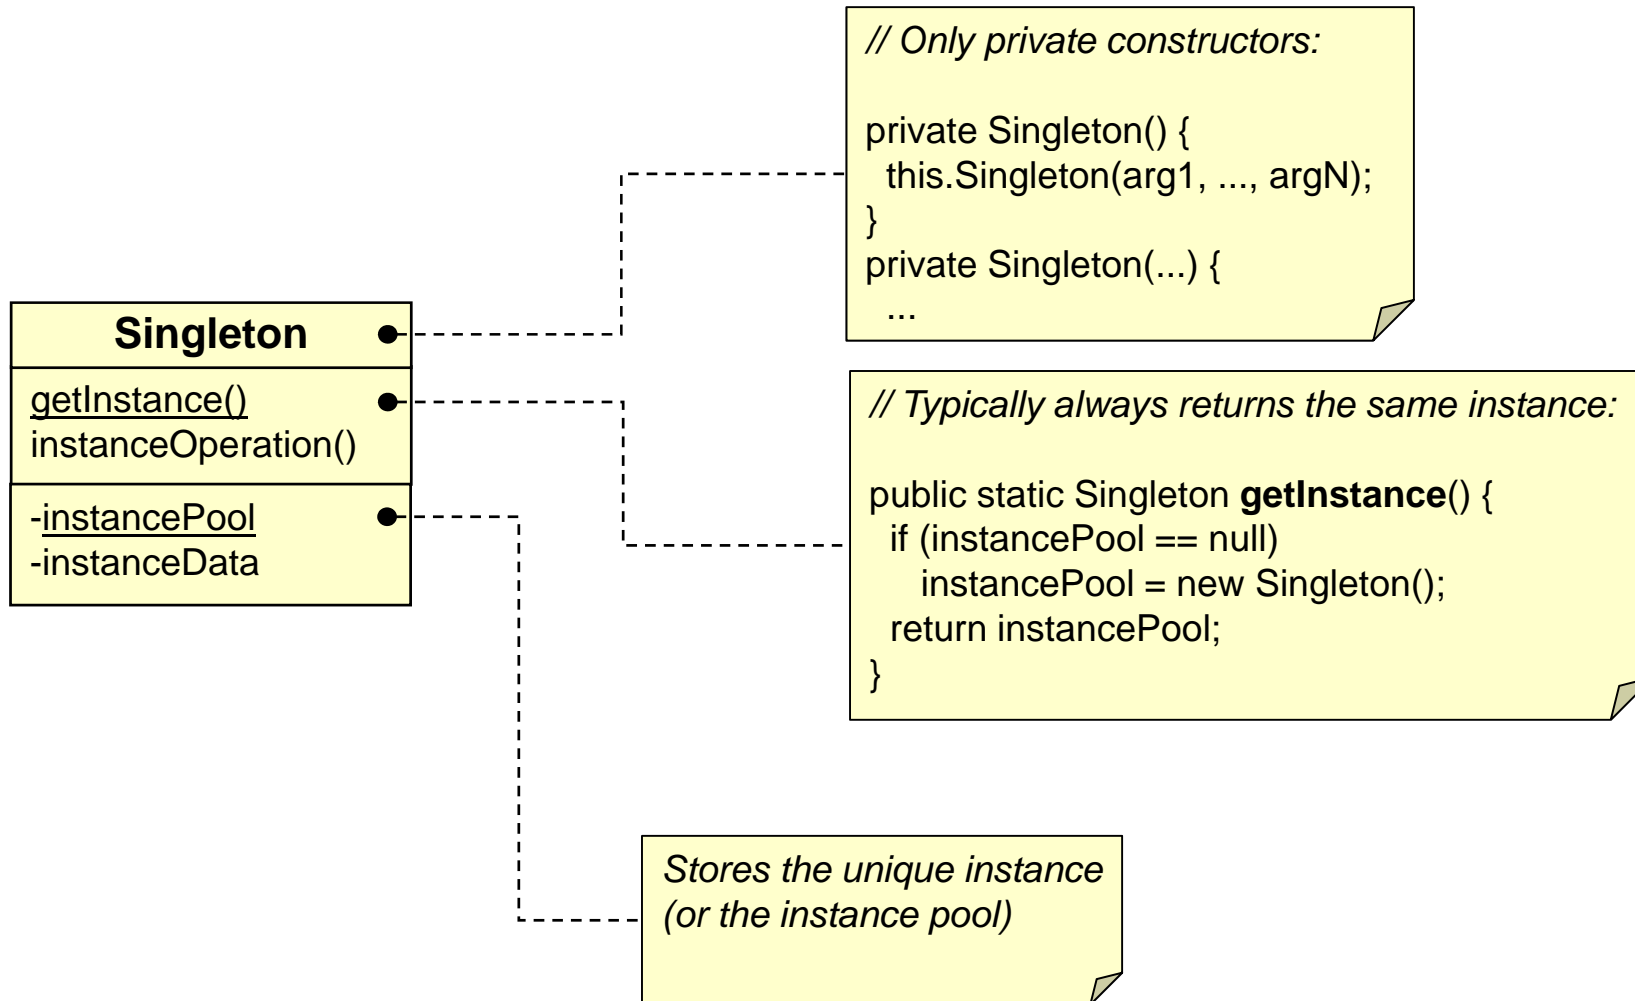 Singleton
getInstance()
instanceOperation()
-instancePool
-instanceData
// Only private constructors:
private Singleton() {
this.Singleton(arg1, ..., argN);
}
private Singleton(...) {
...
// Typically always returns the same instance:
public static Singleton getInstance() {
if (instancePool == null)
instancePool = new Singleton();
return instancePool;
}
Stores the unique instance
(or the instance pool)